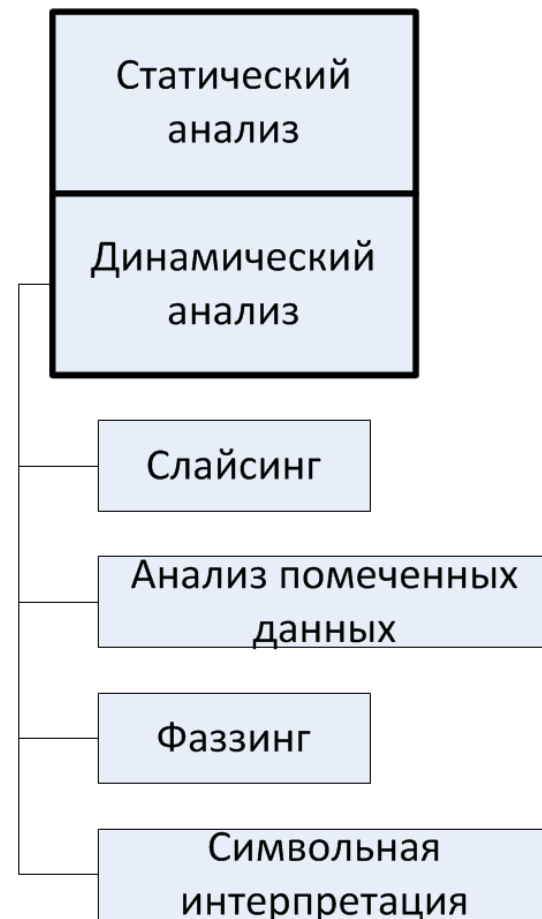 Статический
анализ
Динамический
анализ
Слайсинг
Анализ помеченных
данных
Фаззинг
Символьная
интерпретация